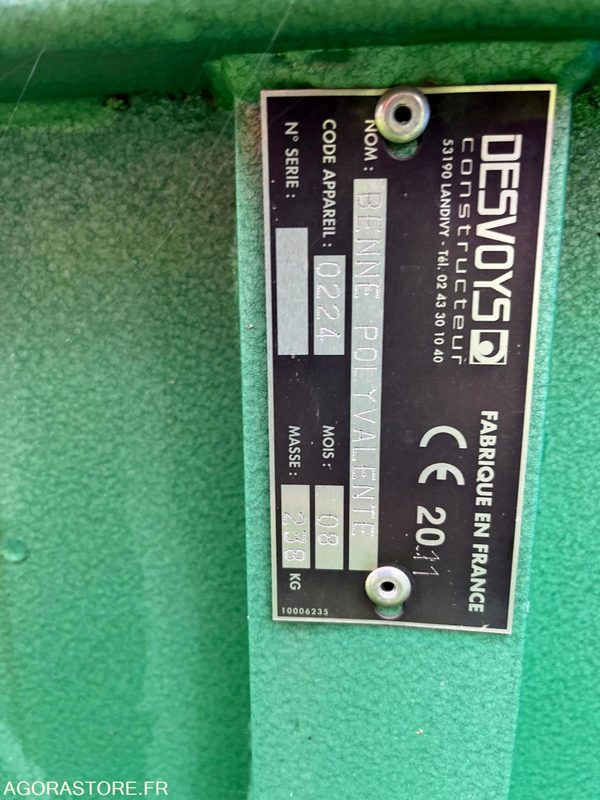 DESVOYS
constructeur
53190 LANDIVY - Tél. 02 43 30 10 40
FABRIQUE EN FRANCE
CE 2011
NOM : BENNE POLYVALENTE
CODE APPAREIL : 0224 MOIS : 08
N° SERIE : MASSE : 238 KG
10006235
AGORASTORE.FR